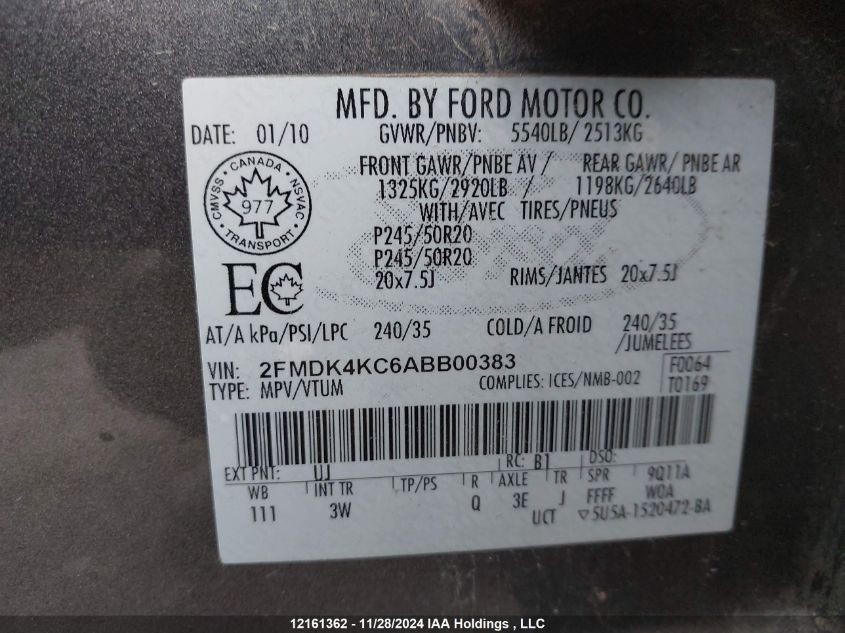 MFD. BY FORD MOTOR CO.
DATE: 01/10 GVWR/PNBV: 5540LB/ 2513KG
FRONT GAWR/PNBE AV / REAR GAWR/ PNBE AR
1325KG/2920LB / 1198KG/2640LB
WITH/AVEC TIRES/PNEUS
CMVSS · CANADA · NSVAC
977
TRANSPORT
P245/50R20
P245/50R20
EC
20x7.5J RIMS/JANTES 20x7.5J
AT/A kPa/PSI/LPC 240/35 COLD/A FROID 240/35
/JUMELEES
VIN: 2FMDK4KC6ABB00383 F0064
TYPE: MPV/VTUM COMPLIES: ICES/NMB-002 T0169
EXT PNT: UJ RC: B1 DSO:
WB INT TR TP/PS R AXLE TR SPR 9Q11A
111 3W Q 3E J FFFF WOA
UCT ▽5U5A-1520472-BA
12161362 - 11/28/2024 IAA Holdings , LLC